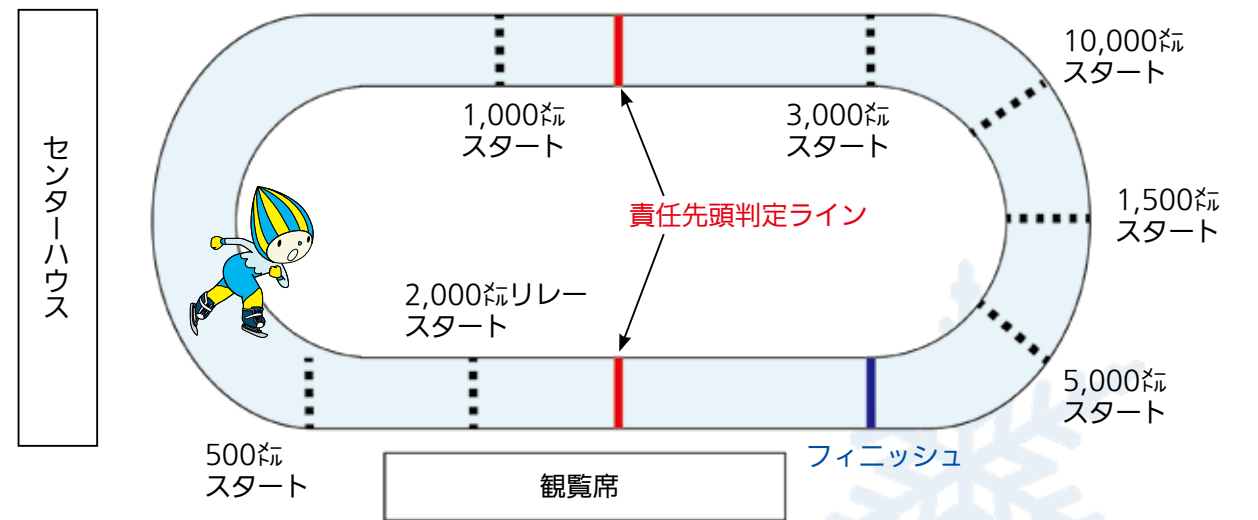 センターハウス
10,000㍍
スタート
1,000㍍
スタート
3,000㍍
スタート
1,500㍍
スタート
責任先頭判定ライン
2,000㍍リレー
スタート
5,000㍍
スタート
500㍍
スタート
フィニッシュ
観覧席